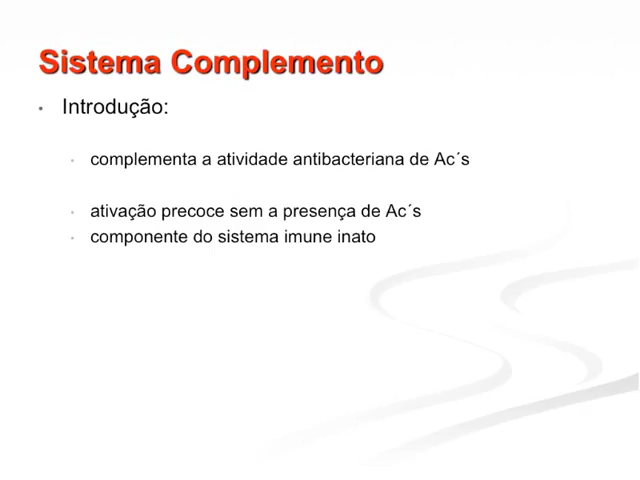 Sistema Complemento
• Introdução:
• complementa a atividade antibacteriana de Ac´s
• ativação precoce sem a presença de Ac´s
• componente do sistema imune inato